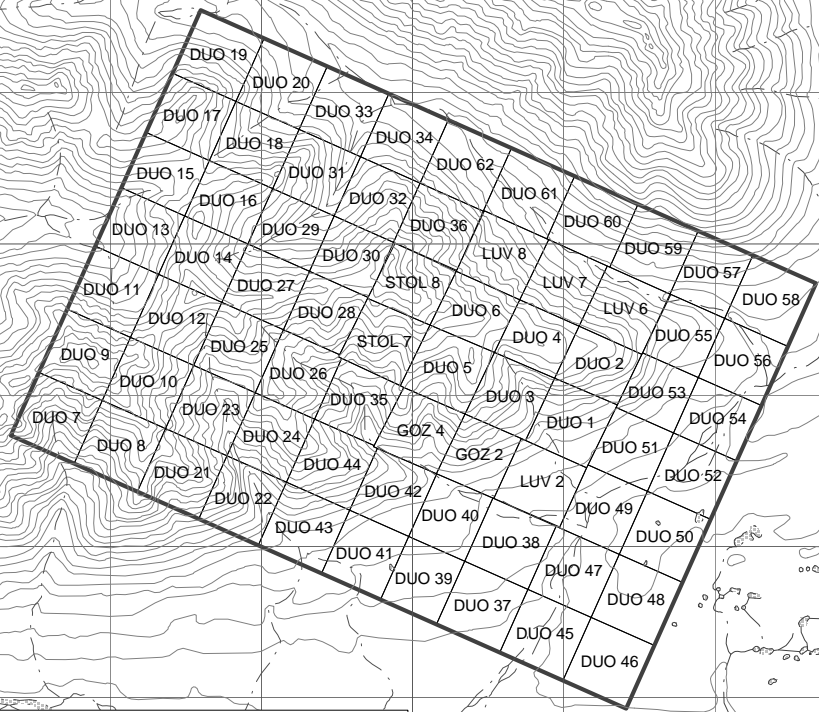 DUO 19
DUO 20
DUO 33
DUO 17
DUO 34
DUO 18
DUO 62
DUO 15
DUO 31
DUO 61
DUO 16
DUO 32
DUO 60
DUO 13
DUO 29
DUO 36
DUO 59
DUO 14
DUO 30
LUV 8
DUO 57
DUO 11
DUO 27
STOL 8
LUV 7
DUO 58
DUO 12
DUO 28
DUO 6
LUV 6
DUO 9
DUO 25
STOL 7
DUO 4
DUO 55
DUO 10
DUO 26
DUO 5
DUO 2
DUO 56
DUO 7
DUO 23
DUO 35
DUO 3
DUO 53
DUO 8
DUO 24
GOZ 4
DUO 1
DUO 54
DUO 21
DUO 44
GOZ 2
DUO 51
DUO 22
DUO 42
LUV 2
DUO 52
DUO 43
DUO 40
DUO 49
DUO 41
DUO 38
DUO 50
DUO 39
DUO 47
DUO 37
DUO 48
DUO 45
DUO 46